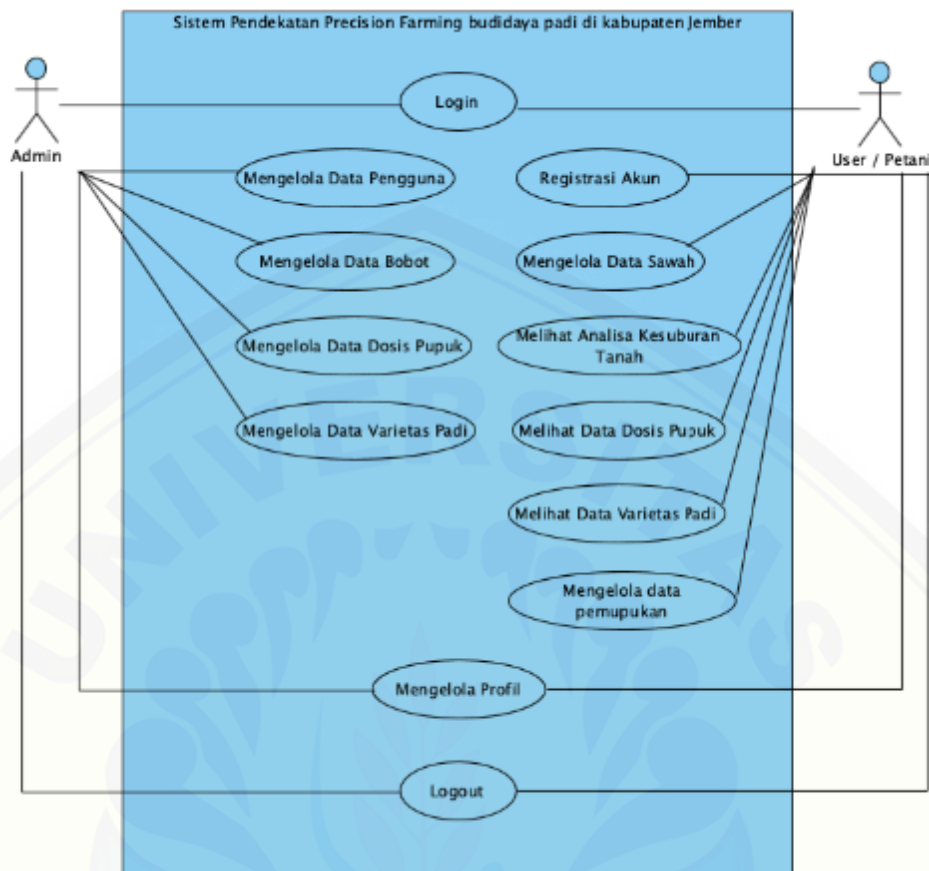 Sistem Pendekatan Precision Farming budidaya padi di kabupaten Jember
Login
Admin
User / Petani
Mengelola Data Pengguna
Registrasi Akun
Mengelola Data Bobot
Mengelola Data Sawah
Mengelola Data Dosis Pupuk
Melihat Analisa Kesuburan
Tanah
Mengelola Data Varietas Padi
Melihat Data Dosis Pupuk
Melihat Data Varietas Padi
Mengelola data
pemupukan
Mengelola Profil
Logout
UNIVERSITAS